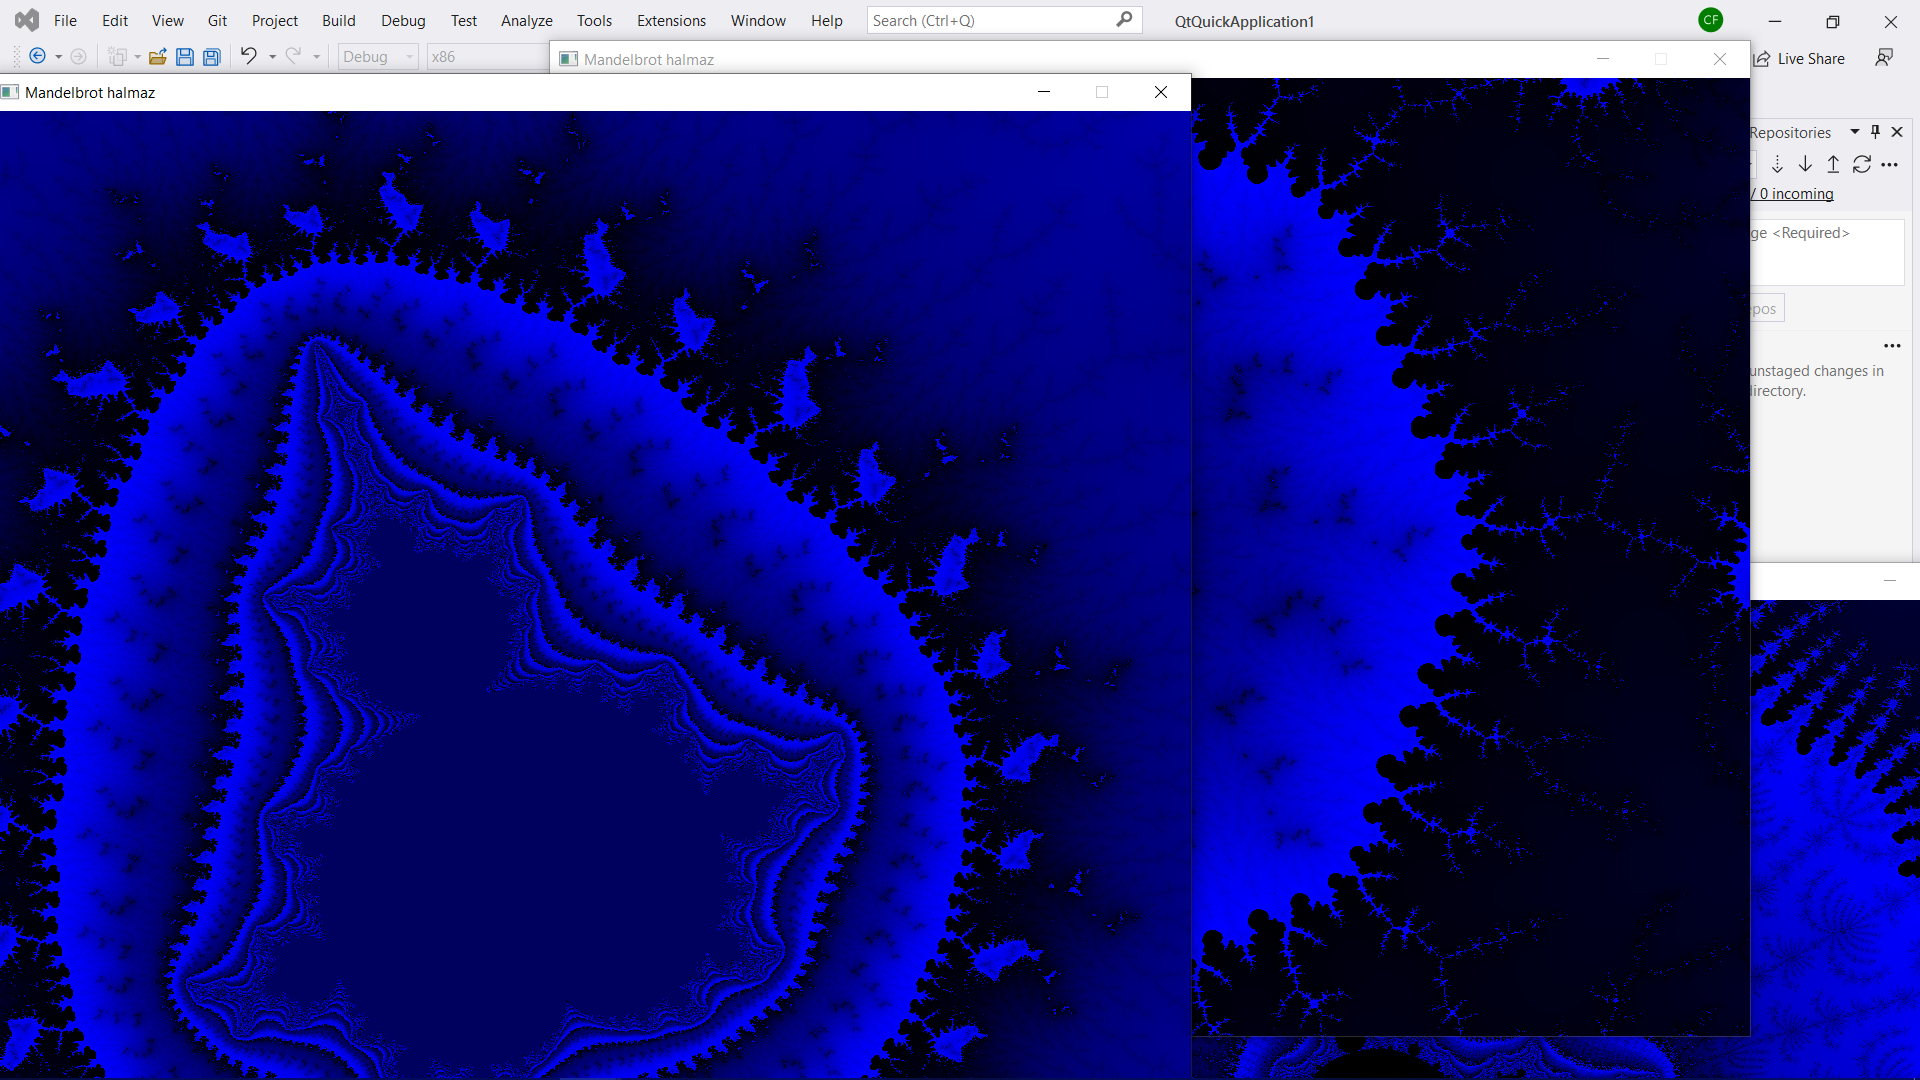 File Edit View Git Project Build Debug Test Analyze Tools Extensions Window Help Search (Ctrl+Q) QtQuickApplication1 CF
Debug x86 Live Share
Mandelbrot halmaz
Mandelbrot halmaz
Repositories
/ 0 incoming
ge <Required>
pos
unstaged changes in
directory.